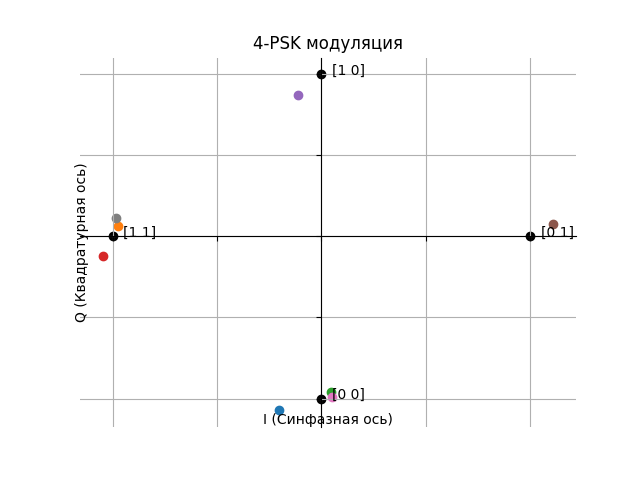 4-PSK модуляция
[1 0]
[1 1]
[0 1]
[0 0]
I (Синфазная ось)
Q (Квадратурная ось)